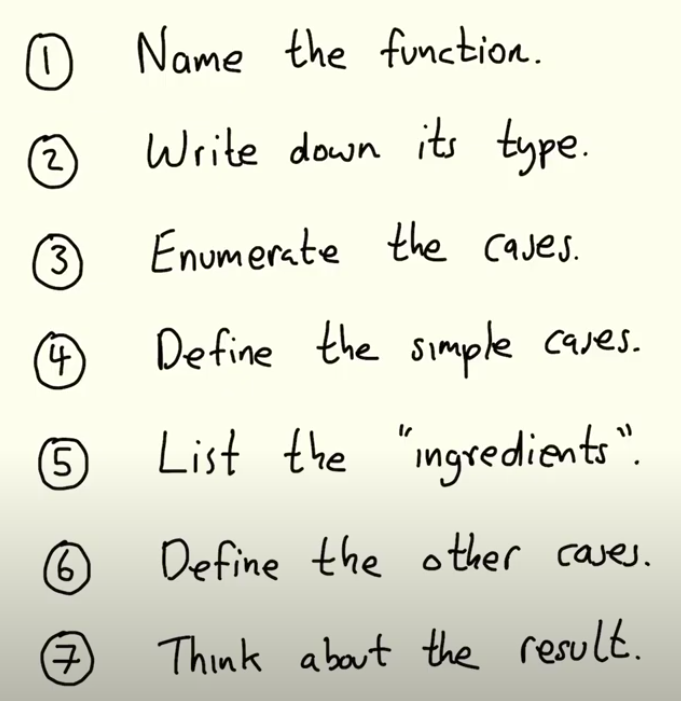 ① Name the function.
② Write down its type.
③ Enumerate the cases.
④ Define the simple cases.
⑤ List the "ingredients".
⑥ Define the other cases.
⑦ Think about the result.